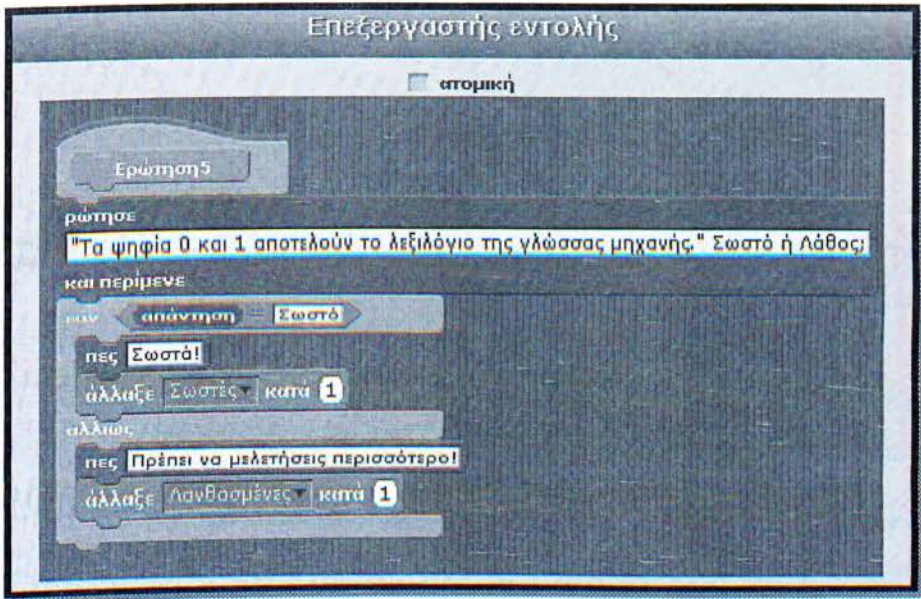 Επεξεργαστής εντολής
ατομική
Ερώτηση5
ρώτησε
"Τα ψηφία 0 και 1 αποτελούν το λεξιλόγιο της γλώσσας μηχανής." Σωστό ή Λάθος;
και περίμενε
εάν απάντηση = Σωστό
πες Σωστά!
άλλαξε Σωστές κατά 1
αλλιώς
πες Πρέπει να μελετήσεις περισσότερο!
άλλαξε Λανθασμένες κατά 1